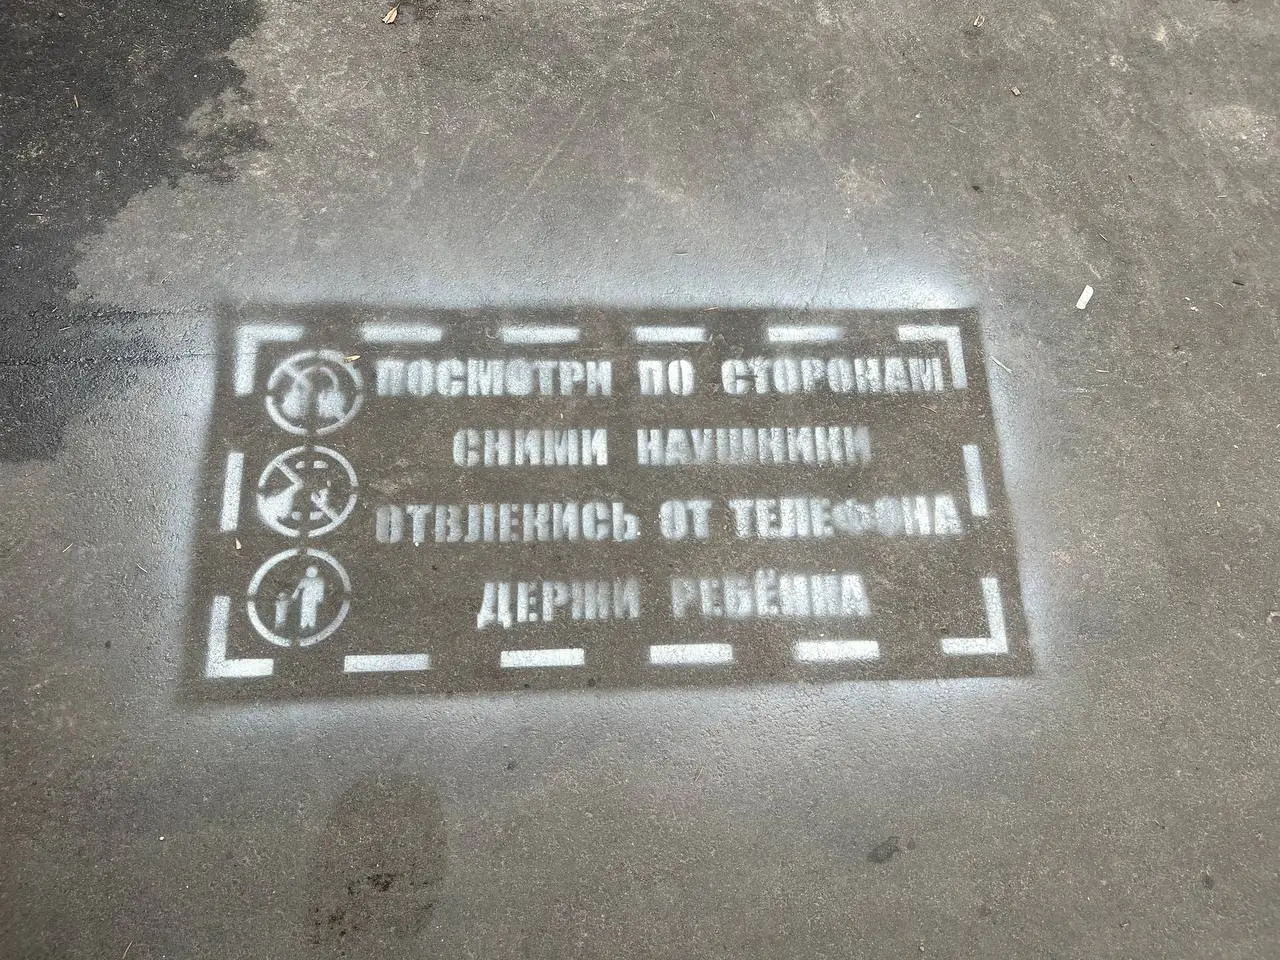 ПОСМОТРИ ПО СТОРОНАМ
СНИМИ НАУШНИКИ
ОТВЛЕКИСЬ ОТ ТЕЛЕФОНА
ДЕРЖИ РЕБЁНКА